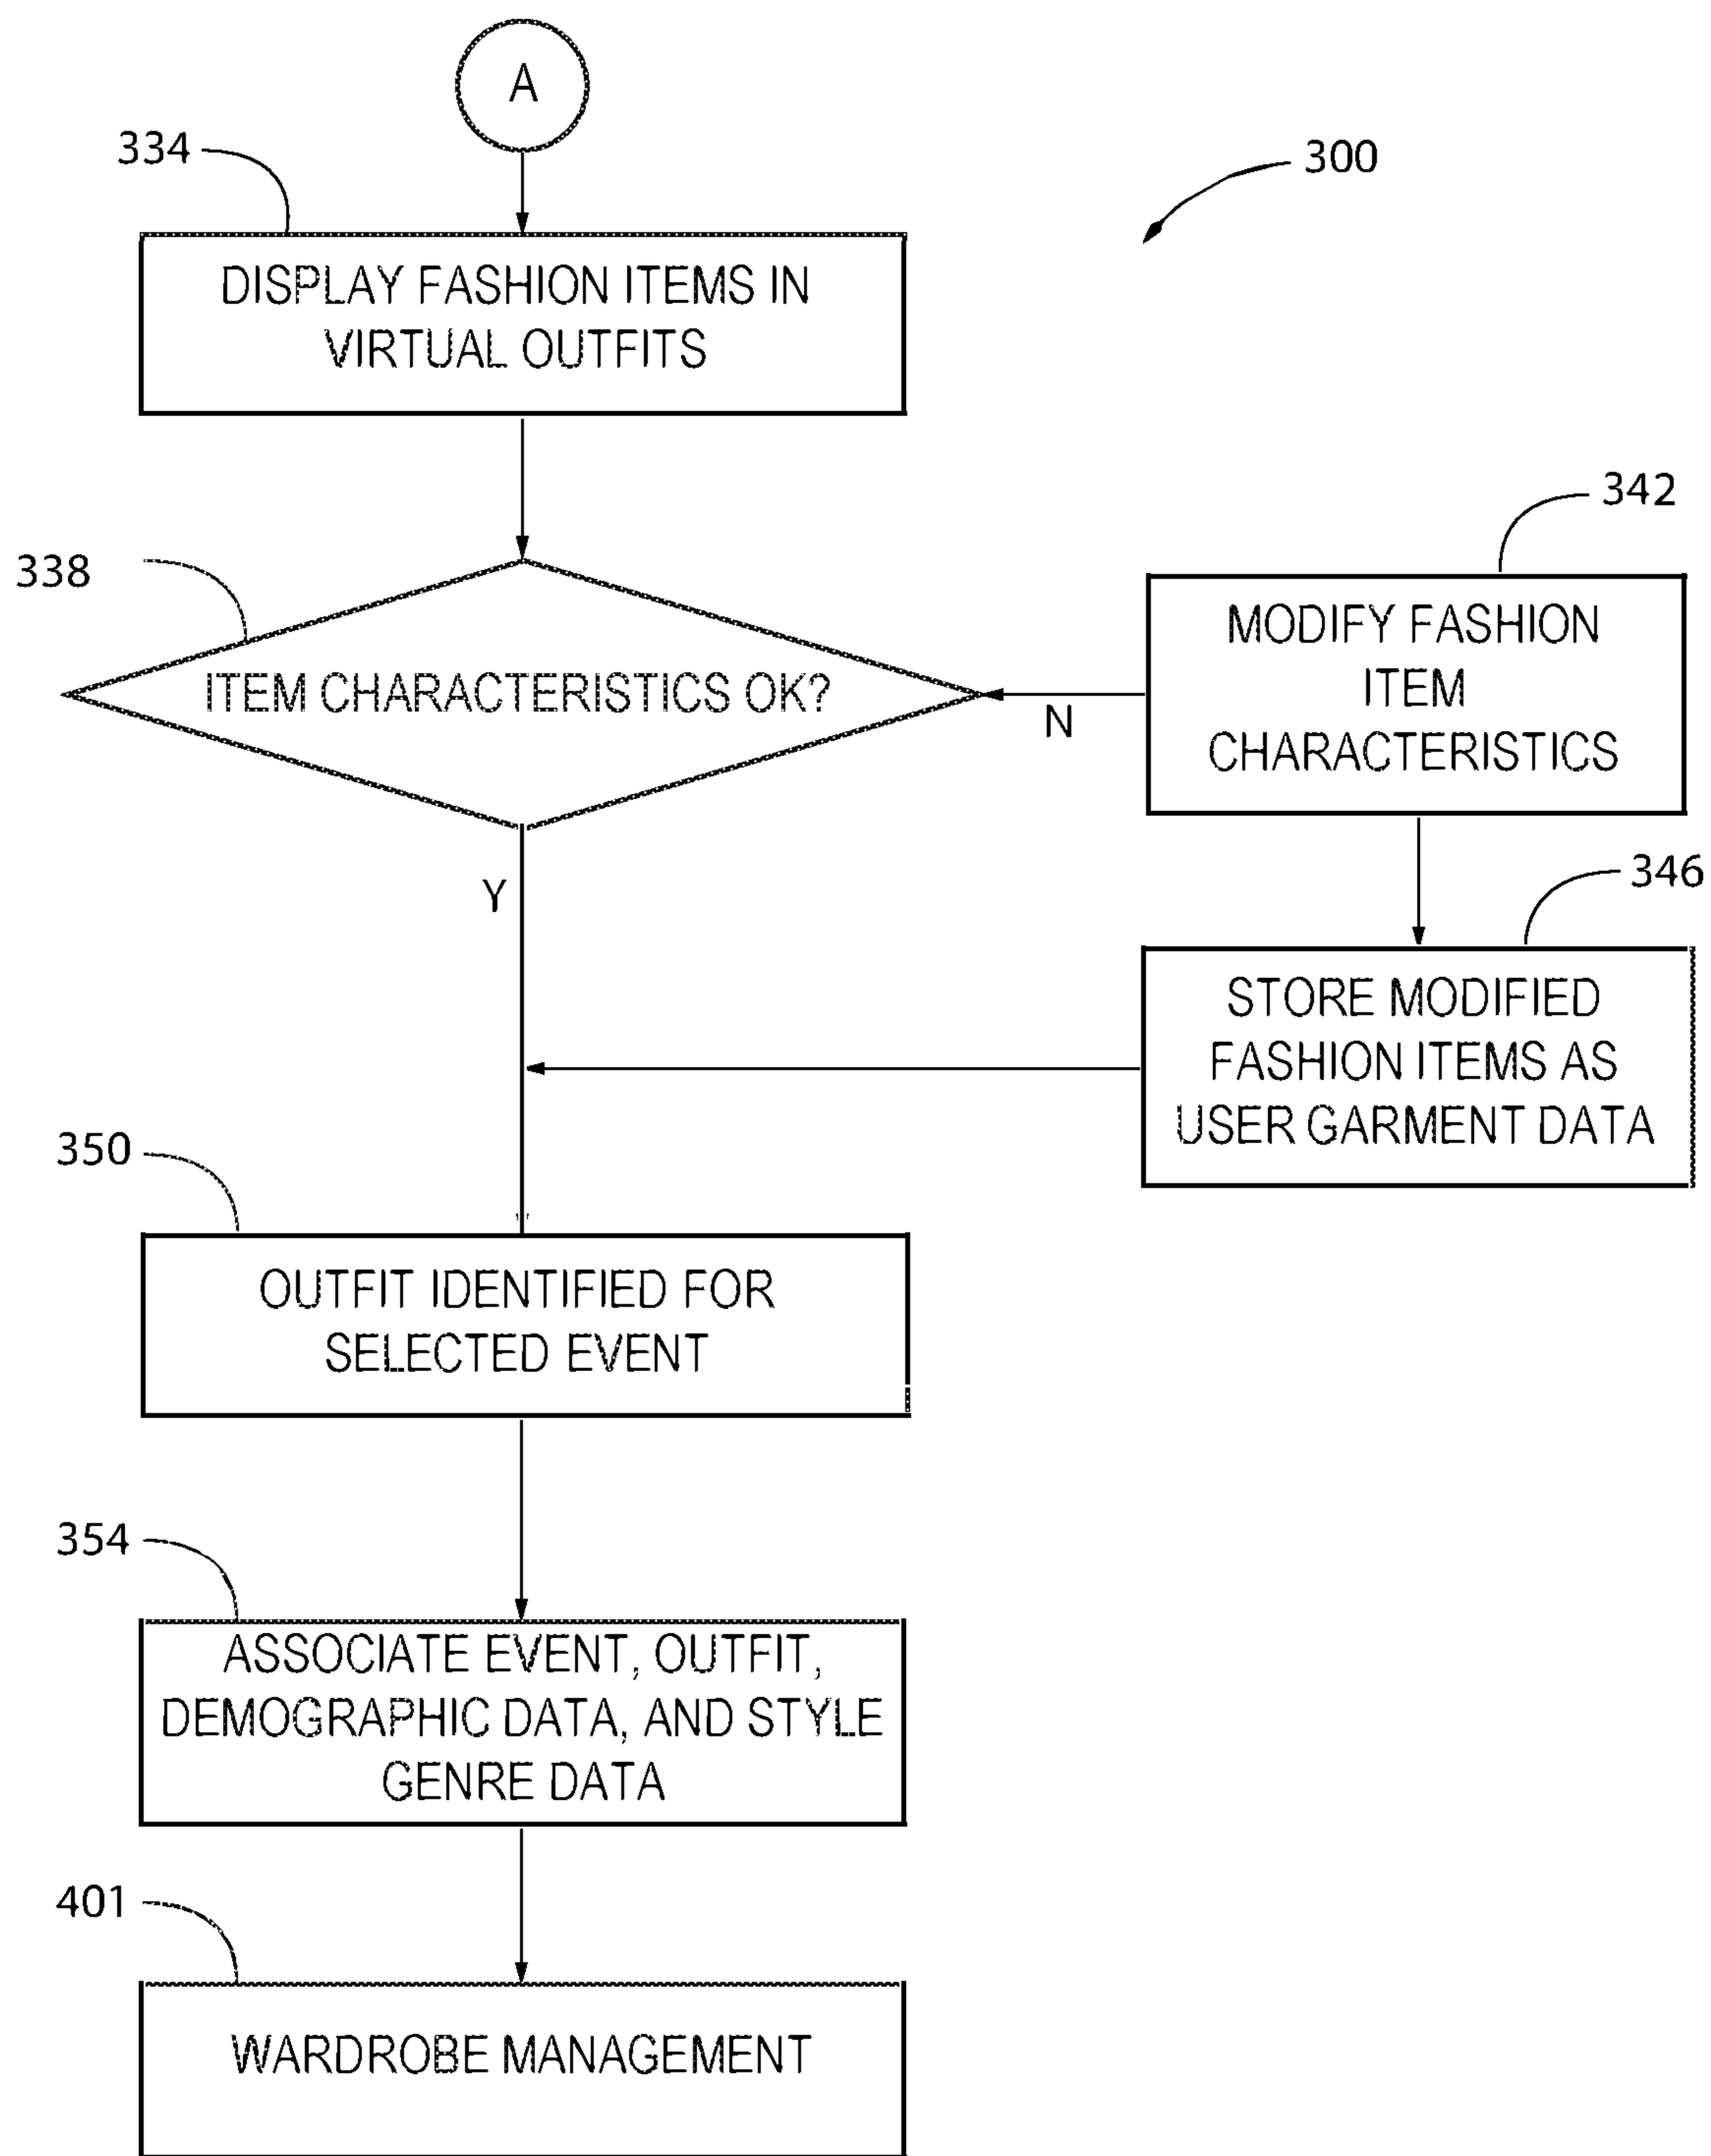 A
334
300
DISPLAY FASHION ITEMS IN
VIRTUAL OUTFITS
342
338
ITEM CHARACTERISTICS OK?
N
MODIFY FASHION
ITEM
CHARACTERISTICS
Y
346
STORE MODIFIED
FASHION ITEMS AS
USER GARMENT DATA
350
OUTFIT IDENTIFIED FOR
SELECTED EVENT
354
ASSOCIATE EVENT, OUTFIT,
DEMOGRAPHIC DATA, AND STYLE
GENRE DATA
401
WARDROBE MANAGEMENT